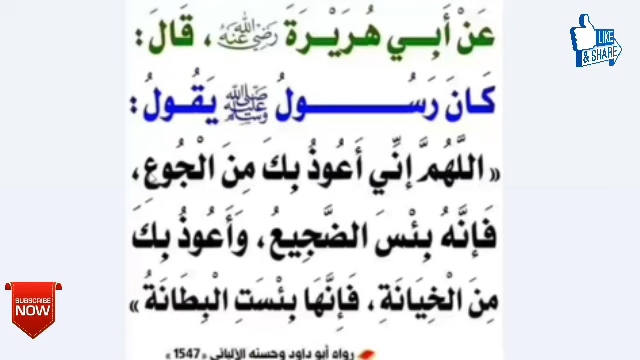 عَنْ أَبِي هُرَيْرَةَ رَضِيَ اللَّهُ عَنْهُ ، قَالَ :
كَانَ رَسُولُ ﷺ يَقُولُ :
« اللَّهُمَّ إِنِّي أَعُوذُ بِكَ مِنَ الْجُوعِ ،
فَإِنَّهُ بِئْسَ الضَّجِيعُ ، وَأَعُوذُ بِكَ
مِنَ الْخِيَانَةِ ، فَإِنَّهَا بِئْسَتِ الْبِطَانَةُ »
رواه أبو داود وحسنه الألباني « 1547 »
LIKE
& SHARE
SUBSCRIBE
NOW